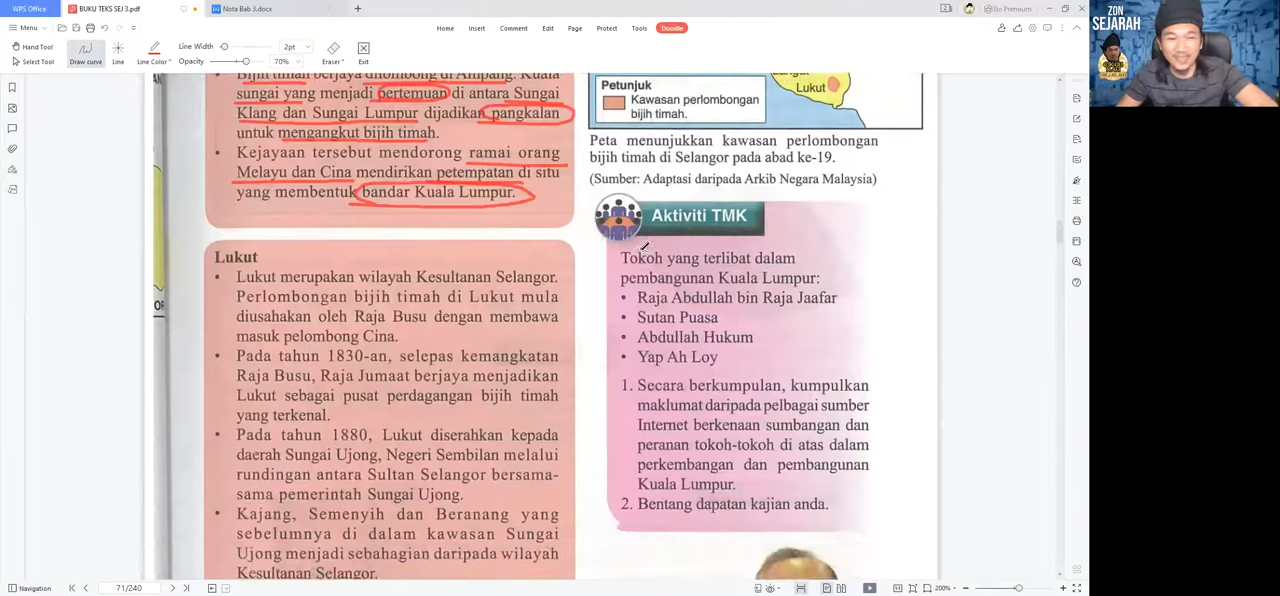 WPS Office
BUKU TEKS SEJ 3.pdf
Nota Bab 3.docx
+
Go Premium
Menu
Home
Insert
Comment
Edit
Page
Protect
Tools
Doodle
Hand Tool
Select Tool
Draw curve
Line
Line Color
Line Width
2pt
Opacity
70%
Eraser
Exit
ZON
SEJARAH
Bijih timah berjaya dilombong di Ampang. Kuala
sungai yang menjadi pertemuan di antara Sungai
Klang dan Sungai Lumpur dijadikan pangkalan
untuk mengangkut bijih timah.
• Kejayaan tersebut mendorong ramai orang
Melayu dan Cina mendirikan petempatan di situ
yang membentuk bandar Kuala Lumpur.
Lukut
• Lukut merupakan wilayah Kesultanan Selangor.
Perlombongan bijih timah di Lukut mula
diusahakan oleh Raja Busu dengan membawa
masuk pelombong Cina.
• Pada tahun 1830-an, selepas kemangkatan
Raja Busu, Raja Jumaat berjaya menjadikan
Lukut sebagai pusat perdagangan bijih timah
yang terkenal.
• Pada tahun 1880, Lukut diserahkan kepada
daerah Sungai Ujong, Negeri Sembilan melalui
rundingan antara Sultan Selangor bersama-
sama pemerintah Sungai Ujong.
• Kajang, Semenyih dan Beranang yang
sebelumnya di dalam kawasan Sungai
Ujong menjadi sebahagian daripada wilayah
Kesultanan Selangor.
Langat
Lukut
Petunjuk
Kawasan perlombongan
bijih timah.
Peta menunjukkan kawasan perlombongan
bijih timah di Selangor pada abad ke-19.
(Sumber: Adaptasi daripada Arkib Negara Malaysia)
Aktiviti TMK
Tokoh yang terlibat dalam
pembangunan Kuala Lumpur:
• Raja Abdullah bin Raja Jaafar
• Sutan Puasa
• Abdullah Hukum
• Yap Ah Loy
1. Secara berkumpulan, kumpulkan
maklumat daripada pelbagai sumber
Internet berkenaan sumbangan dan
peranan tokoh-tokoh di atas dalam
perkembangan dan pembangunan
Kuala Lumpur.
2. Bentang dapatan kajian anda.
Navigation
71/240
200%